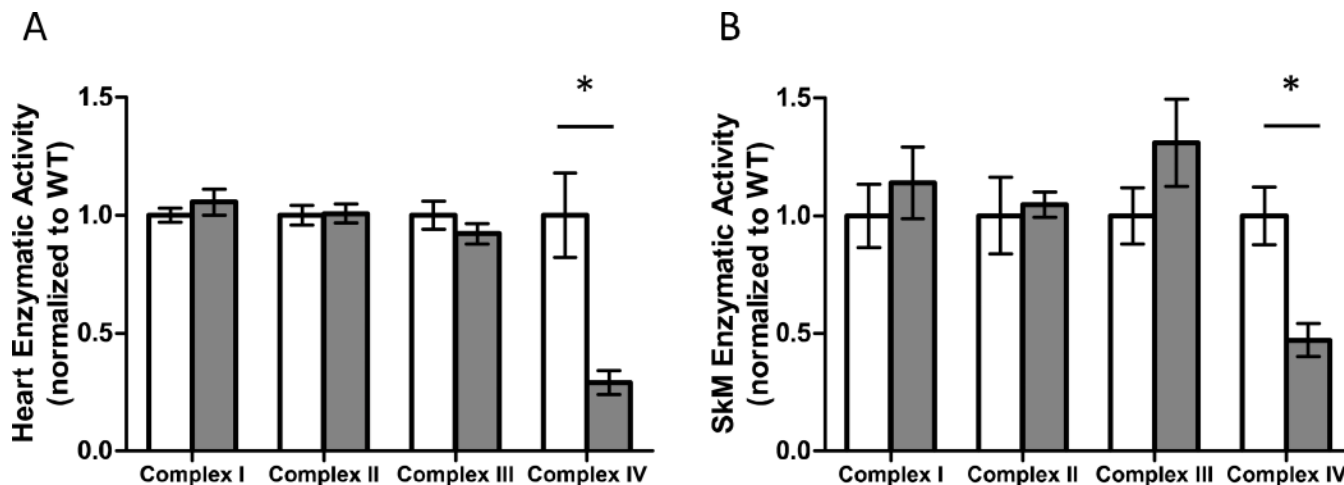 A
Heart Enzymatic Activity
(normalized to WT)
1.5
1.0
0.5
0.0
*
Complex I
Complex II
Complex III
Complex IV
B
SkM Enzymatic Activity
(normalized to WT)
1.5
1.0
0.5
0.0
*
Complex I
Complex II
Complex III
Complex IV